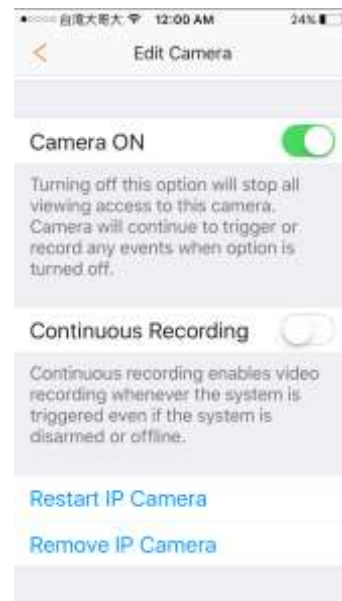 台灣大哥大 12:00 AM 24%
Edit Camera
Camera ON
Turning off this option will stop all
viewing access to this camera.
Camera will continue to trigger or
record any events when option is
turned off.
Continuous Recording
Continuous recording enables video
recording whenever the system is
triggered even if the system is
disarmed or offline.
Restart IP Camera
Remove IP Camera